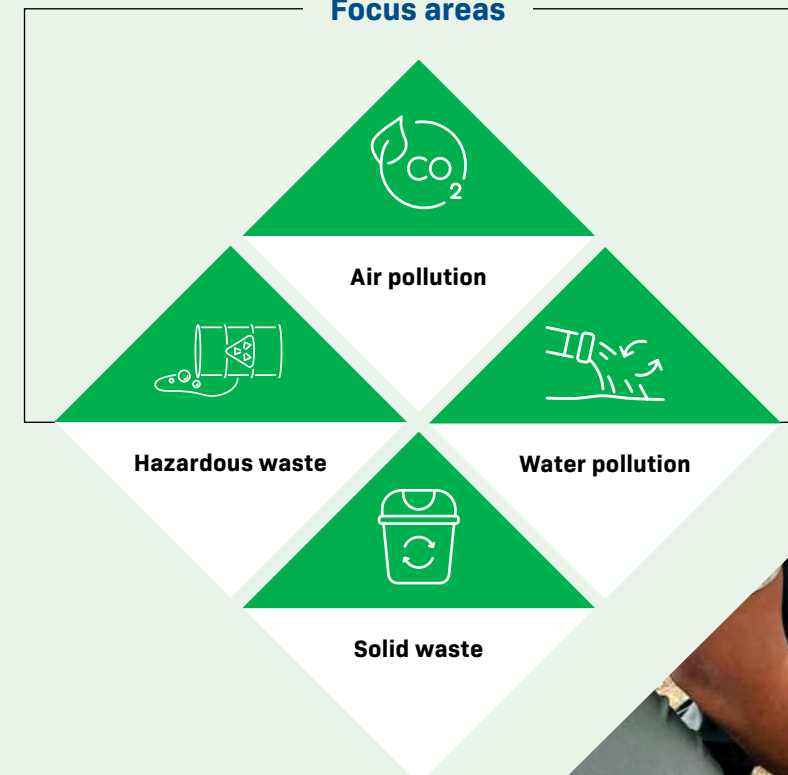 Focus areas
CO2
Air pollution
Hazardous waste
Water pollution
Solid waste